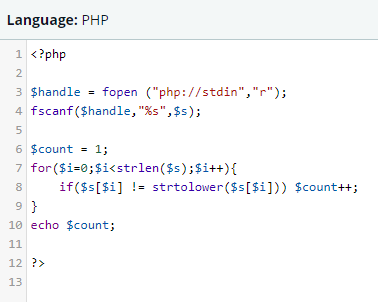 Language: PHP
1 <?php
2
3 $handle = fopen ("php://stdin","r");
4 fscanf($handle,"%s",$s);
5
6 $count = 1;
7 for($i=0;$i<strlen($s);$i++){
8     if($s[$i] != strtolower($s[$i])) $count++;
9 }
10 echo $count;
11
12 ?>
13